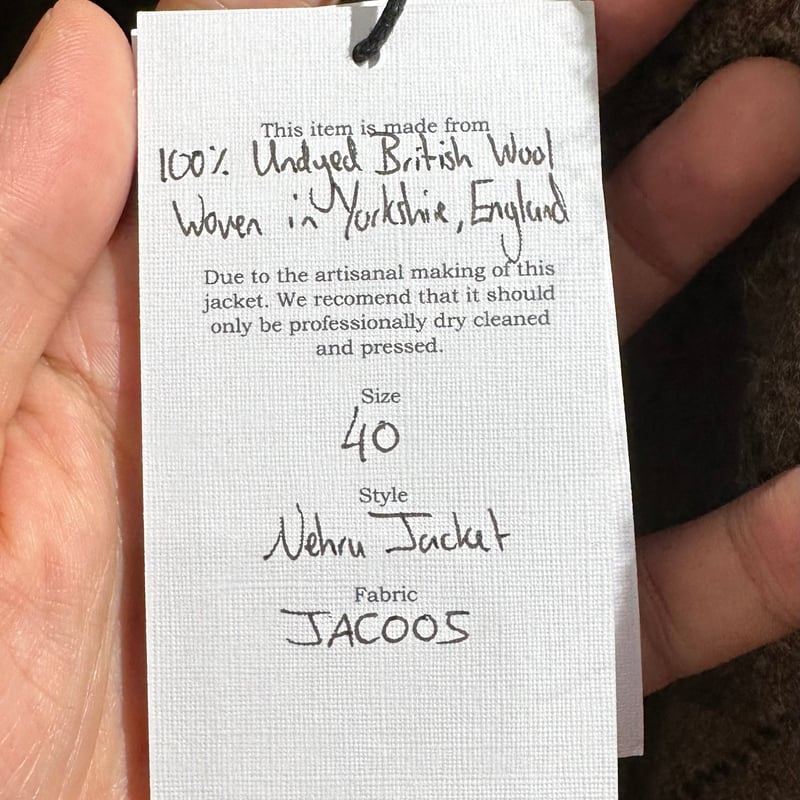 This item is made from
100% Undyed British Wool
Woven in Yorkshire, England
Due to the artisanal making of this
jacket. We recomend that it should
only be professionally dry cleaned
and pressed.
Size
40
Style
Nehru Jacket
Fabric
JAC005